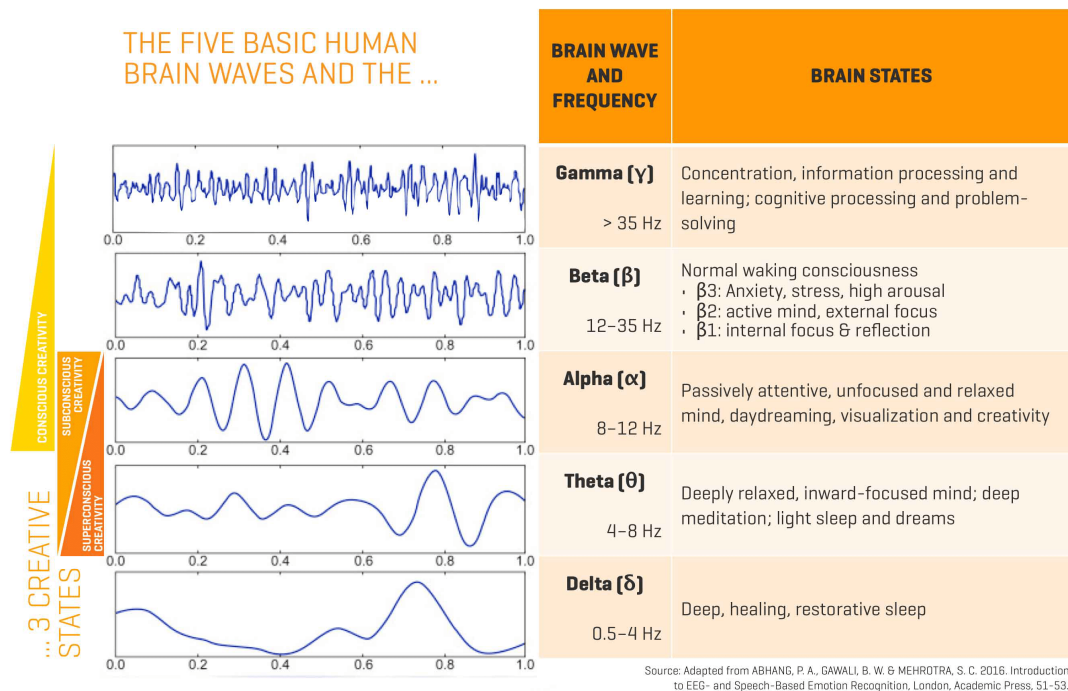 THE FIVE BASIC HUMAN
BRAIN WAVES AND THE ...
BRAIN WAVE
AND
FREQUENCY
BRAIN STATES
Gamma (γ)
> 35 Hz
Concentration, information processing and
learning; cognitive processing and problem-
solving
0.0 0.2 0.4 0.6 0.8 1.0
Beta (β)
12–35 Hz
Normal waking consciousness
· β3: Anxiety, stress, high arousal
· β2: active mind, external focus
· β1: internal focus & reflection
0.0 0.2 0.4 0.6 0.8 1.0
Alpha (α)
8–12 Hz
Passively attentive, unfocused and relaxed
mind, daydreaming, visualization and creativity
0.0 0.2 0.4 0.6 0.8 1.0
Theta (θ)
4–8 Hz
Deeply relaxed, inward-focused mind; deep
meditation; light sleep and dreams
0.0 0.2 0.4 0.6 0.8 1.0
Delta (δ)
0.5–4 Hz
Deep, healing, restorative sleep
0.0 0.2 0.4 0.6 0.8 1.0
CONSCIOUS CREATIVITY
SUBCONSCIOUS
CREATIVITY
SUPERCONSCIOUS
CREATIVITY
... 3 CREATIVE
STATES
Source: Adapted from ABHANG, P. A., GAWALI, B. W. & MEHROTRA, S. C. 2016. Introduction
to EEG- and Speech-Based Emotion Recognition, London, Academic Press, 51-53.